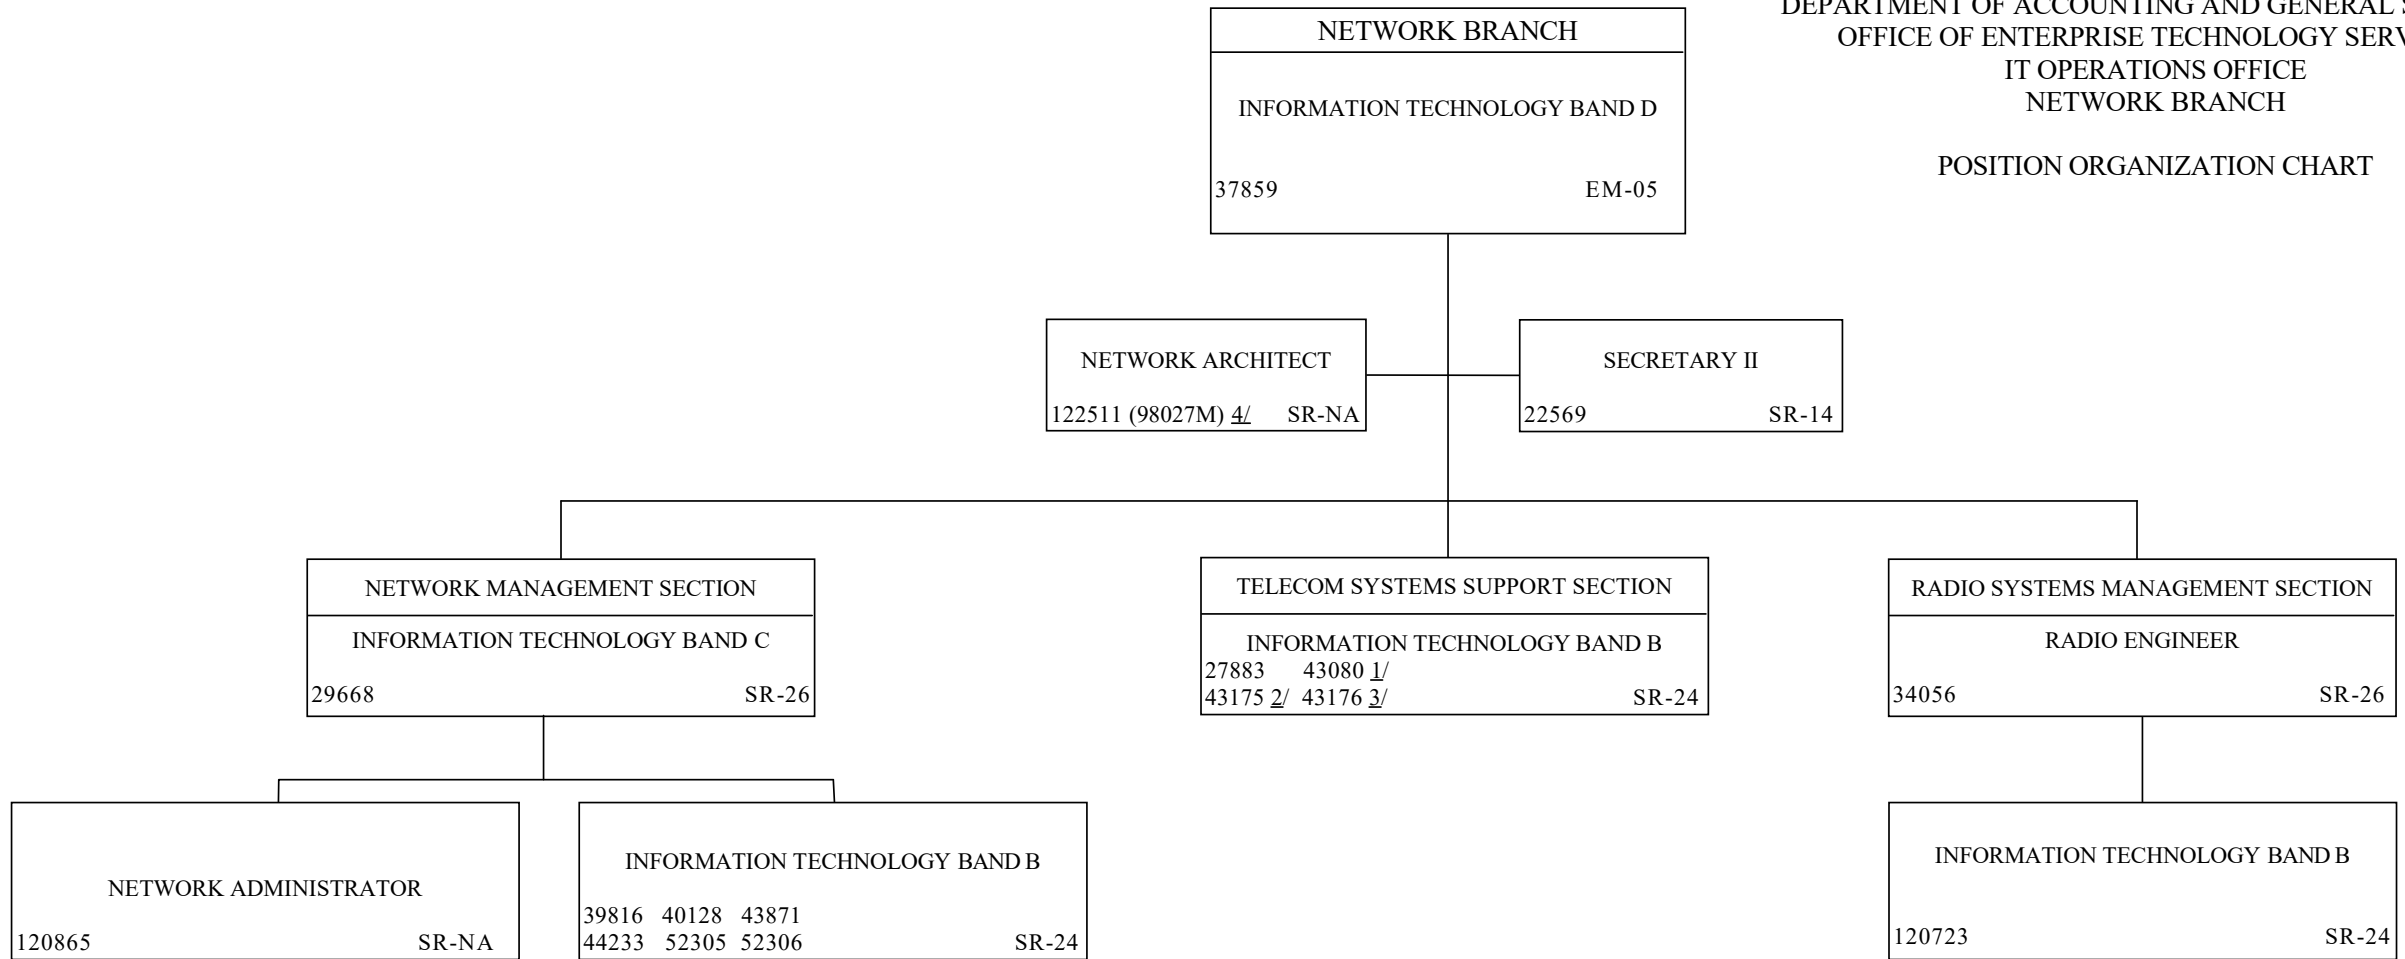 DEPARTMENT OF ACCOUNTING AND GENERAL
OFFICE OF ENTERPRISE TECHNOLOGY
IT OPERATIONS OFFICE
NETWORK BRANCH
POSITION ORGANIZATION CHART
NETWORK BRANCH
INFORMATION TECHNOLOGY BAND D
37859 EM-05
NETWORK ARCHITECT
122511 (98027M) 4/ SR-NA
SECRETARY II
22569 SR-14
NETWORK MANAGEMENT SECTION
INFORMATION TECHNOLOGY BAND C
29668 SR-26
TELECOM SYSTEMS SUPPORT SECTION
INFORMATION TECHNOLOGY BAND B
27883 43080 1/
43175 2/ 43176 3/ SR-24
RADIO SYSTEMS MANAGEMENT SECTION
RADIO ENGINEER
34056 SR-26
NETWORK ADMINISTRATOR
120865 SR-NA
INFORMATION TECHNOLOGY BAND B
39816 40128 43871
44233 52305 52306 SR-24
INFORMATION TECHNOLOGY BAND B
120723 SR-24